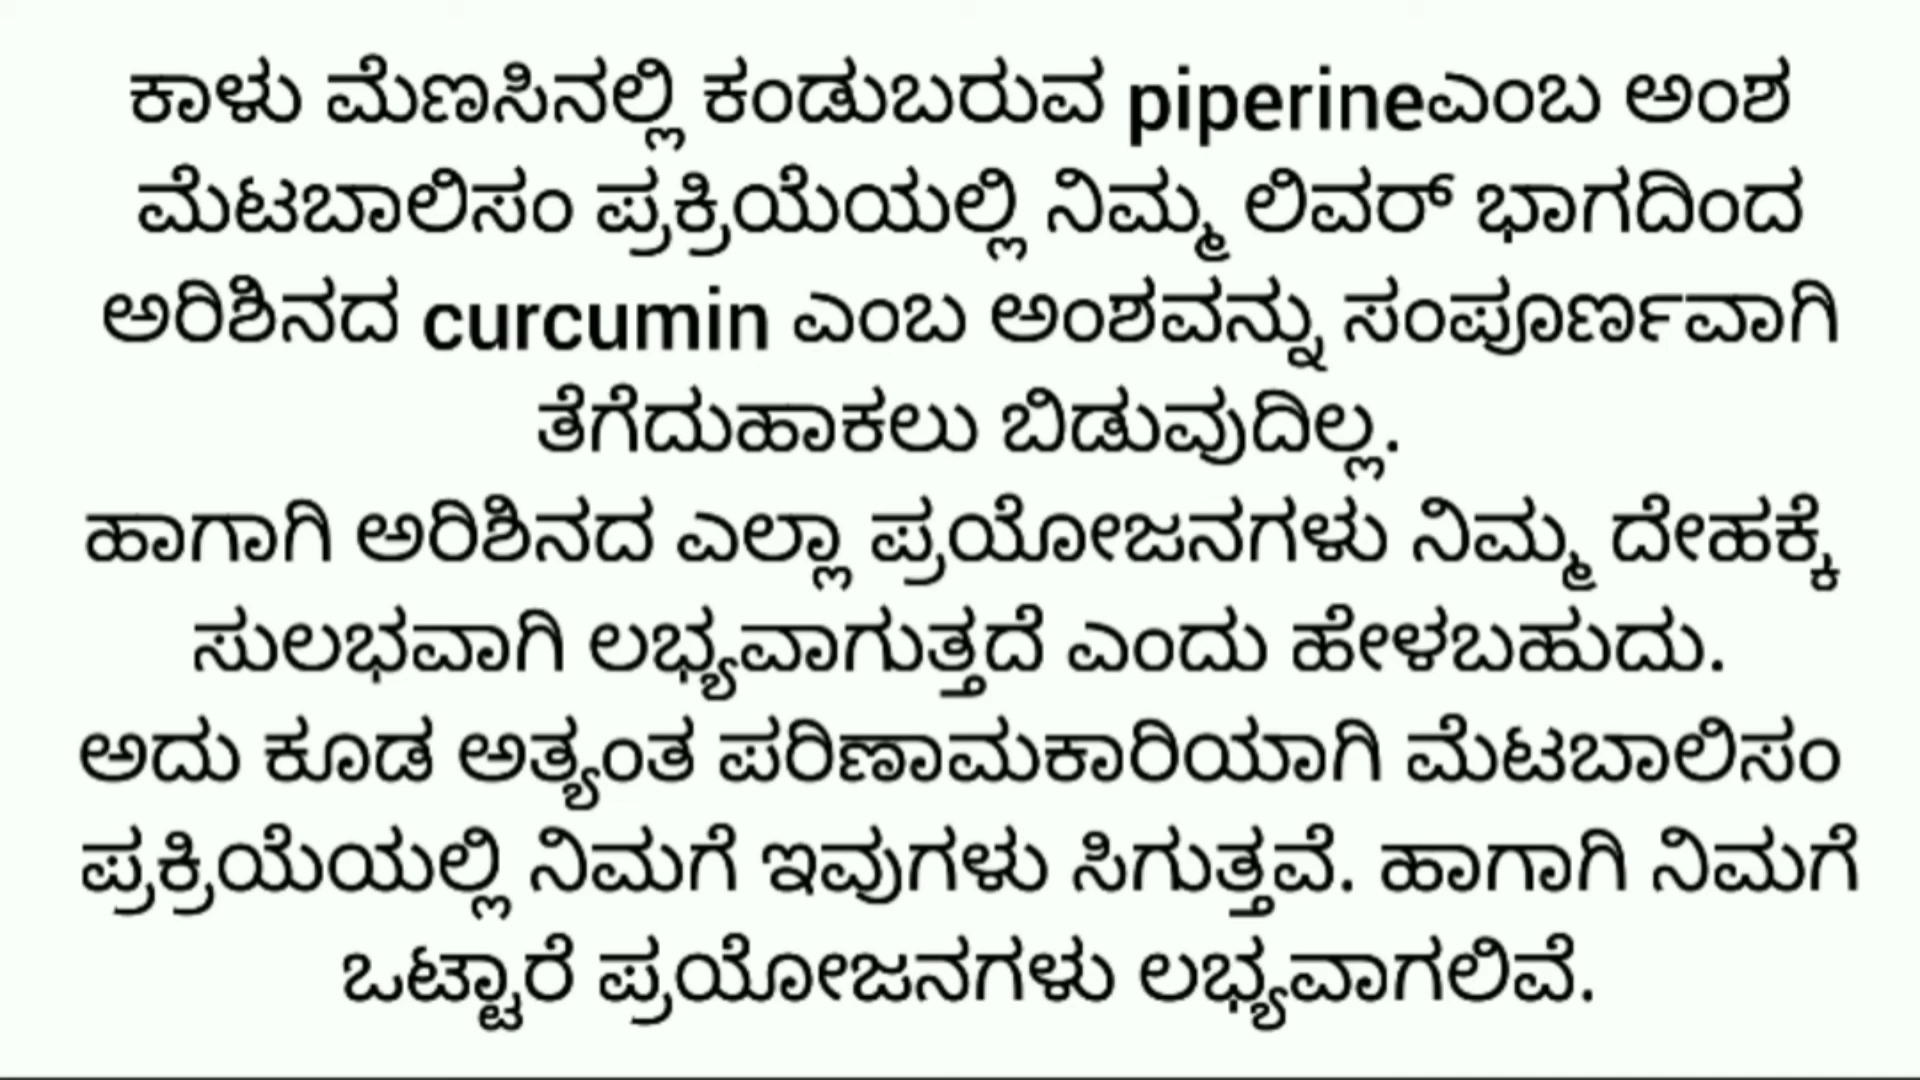 ಕಾಳು ಮೆಣಸಿನಲ್ಲಿ ಕಂಡುಬರುವ piperineಎಂಬ ಅಂಶ
ಮೆಟಬಾಲಿಸಂ ಪ್ರಕ್ರಿಯೆಯಲ್ಲಿ ನಿಮ್ಮ ಲಿವರ್ ಭಾಗದಿಂದ
ಅರಿಶಿನದ curcumin ಎಂಬ ಅಂಶವನ್ನು ಸಂಪೂರ್ಣವಾಗಿ
ತೆಗೆದುಹಾಕಲು ಬಿಡುವುದಿಲ್ಲ.
ಹಾಗಾಗಿ ಅರಿಶಿನದ ಎಲ್ಲಾ ಪ್ರಯೋಜನಗಳು ನಿಮ್ಮ ದೇಹಕ್ಕೆ
ಸುಲಭವಾಗಿ ಲಭ್ಯವಾಗುತ್ತದೆ ಎಂದು ಹೇಳಬಹುದು.
ಅದು ಕೂಡ ಅತ್ಯಂತ ಪರಿಣಾಮಕಾರಿಯಾಗಿ ಮೆಟಬಾಲಿಸಂ
ಪ್ರಕ್ರಿಯೆಯಲ್ಲಿ ನಿಮಗೆ ಇವುಗಳು ಸಿಗುತ್ತವೆ. ಹಾಗಾಗಿ ನಿಮಗೆ
ಒಟ್ಟಾರೆ ಪ್ರಯೋಜನಗಳು ಲಭ್ಯವಾಗಲಿವೆ.